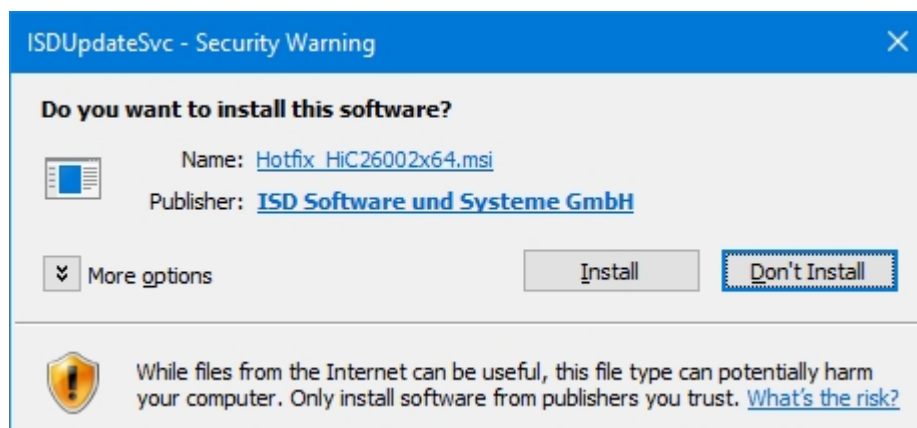 ISDUpdateSvc - Security Warning
Do you want to install this software?
Name: Hotfix HiC26002x64.msi
Publisher: ISD Software und Systeme GmbH
More options
Install
Don't Install
While files from the Internet can be useful, this file type can potentially harm
your computer. Only install software from publishers you trust. What's the risk?